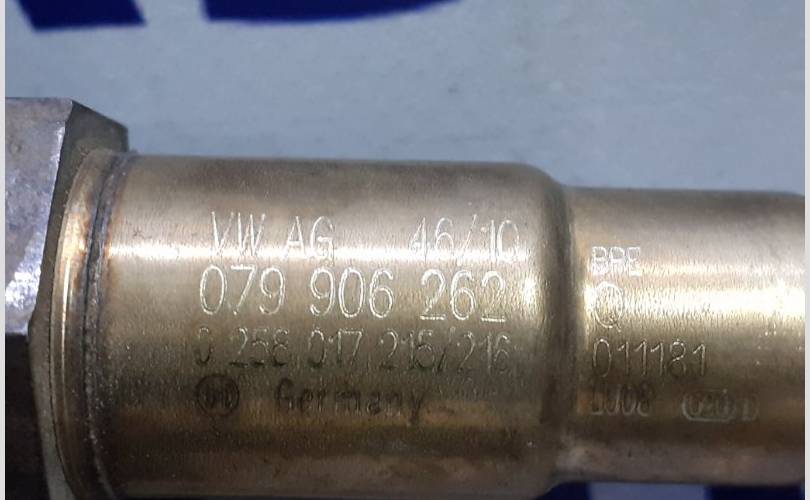 VW AG 46/10
079 906 262
0 258 017 215/216
Germany
BPE
Q
011181